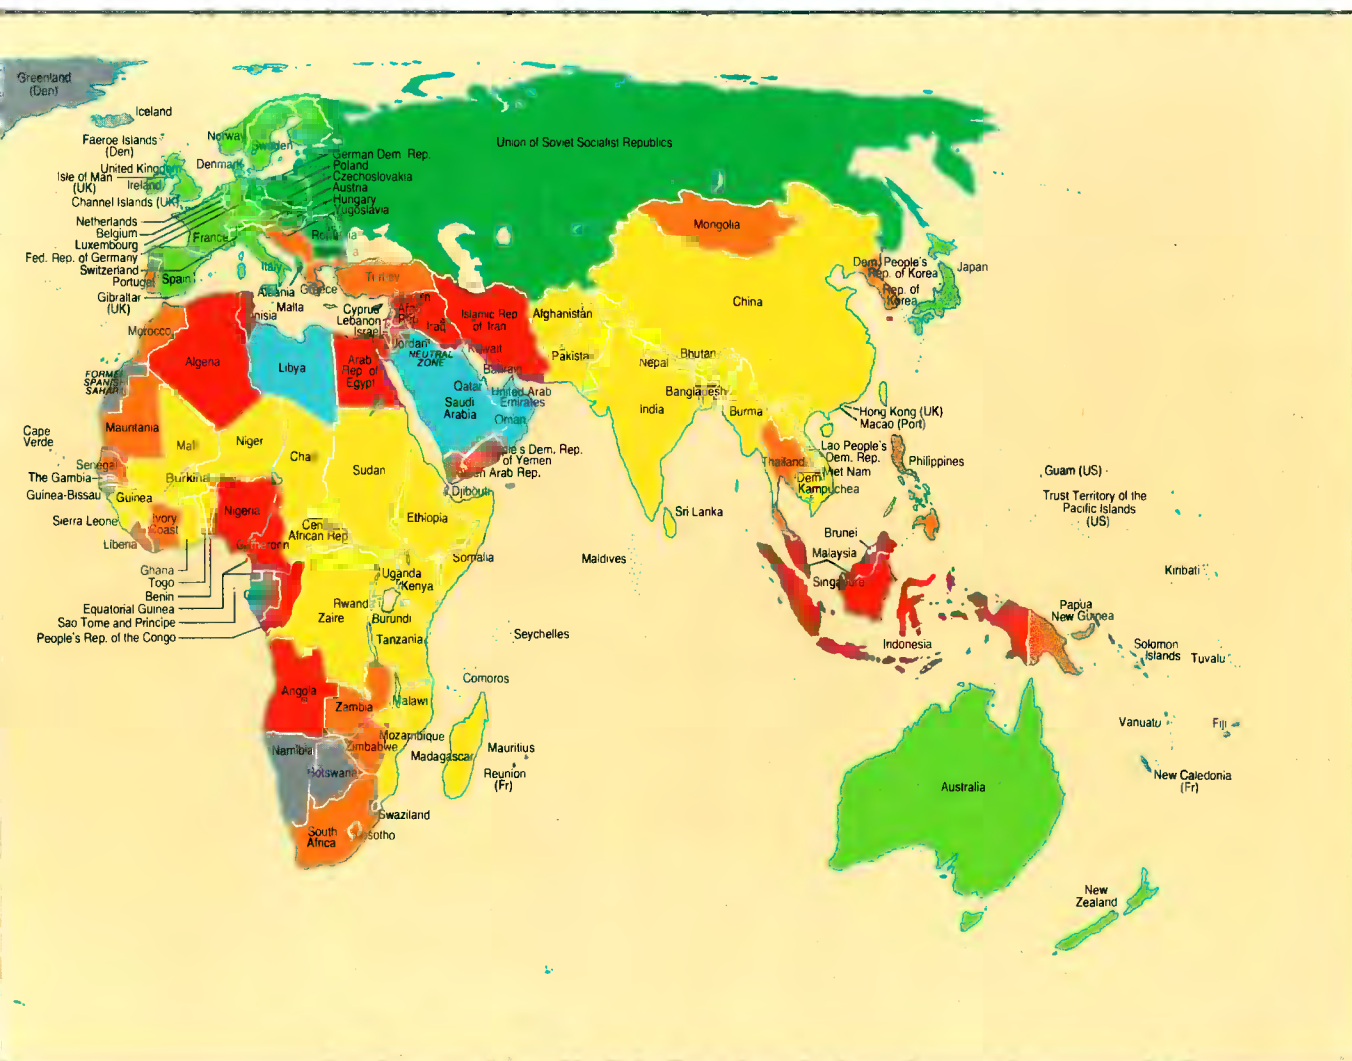 Greenland
(Den)
Iceland
Faeroe Islands
(Den)
Norway
Sweden
Union of Soviet Socialist Republics
United Kingdom
Denmark
German Dem. Rep.
Poland
Isle of Man
(UK)
Ireland
Czechoslovakia
Austria
Channel Islands (UK)
Hungary
Yugoslavia
Netherlands
Belgium
Luxembourg
France
Fed. Rep. of Germany
Switzerland
Portugal
Spain
Italy
Albania
Greece
Turkey
Gibraltar
(UK)
Malta
Mongolia
Dem. People's
Rep. of Korea
Japan
Rep. of
Korea
China
Cyprus
Lebanon
Israel
Iraq
Islamic Rep
of Iran
Afghanistan
Morocco
Jordan
NEUTRAL
ZONE
Kuwait
Bahrain
Pakistan
Nepal
Bhutan
Algeria
Libya
Arab
Rep. of
Egypt
FORMER
SPANISH
SAHARA
Qatar
Saudi
Arabia
United Arab
Emirates
Oman
India
Bangladesh
Burma
Hong Kong (UK)
Macao (Port)
Cape
Verde
Mauritania
Mali
Niger
Chad
Sudan
Dem. Rep.
of Yemen
Arab Rep.
Lao People's
Dem. Rep.
Viet Nam
Thailand
Dem
Kampuchea
Philippines
Guam (US)
Trust Territory of the
Pacific Islands
(US)
Senegal
The Gambia
Guinea-Bissau
Guinea
Burkina
Djibouti
Sierra Leone
Ivory
Coast
Nigeria
Ethiopia
Sri Lanka
Liberia
Cen
African Rep
Cameroon
Somalia
Maldives
Brunei
Malaysia
Singapore
Ghana
Togo
Benin
Equatorial Guinea
Sao Tome and Principe
People's Rep. of the Congo
Uganda
Kenya
Rwand
Burundi
Zaire
Tanzania
Seychelles
Indonesia
Kiribati
Papua
New Guinea
Solomon
Islands
Tuvalu
Comoros
Angola
Zambia
Malawi
Mozambique
Zimbabwe
Madagascar
Mauritius
Reunion
(Fr)
Namibia
Botswana
Swaziland
South
Africa
Lesotho
Vanuatu
Fiji
New Caledonia
(Fr)
Australia
New
Zealand